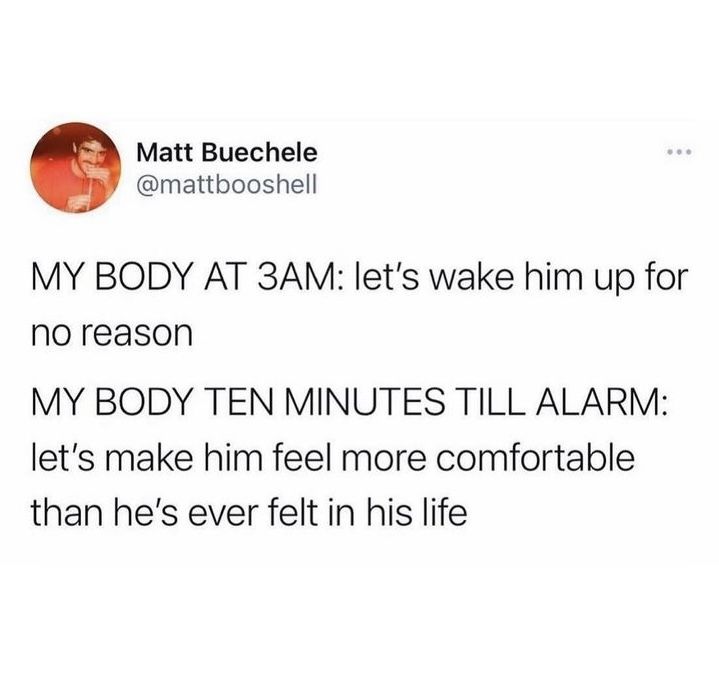 Matt Buechele
@mattbooshell
MY BODY AT 3AM: let's wake him up for
no reason
MY BODY TEN MINUTES TILL ALARM:
let's make him feel more comfortable
than he's ever felt in his life